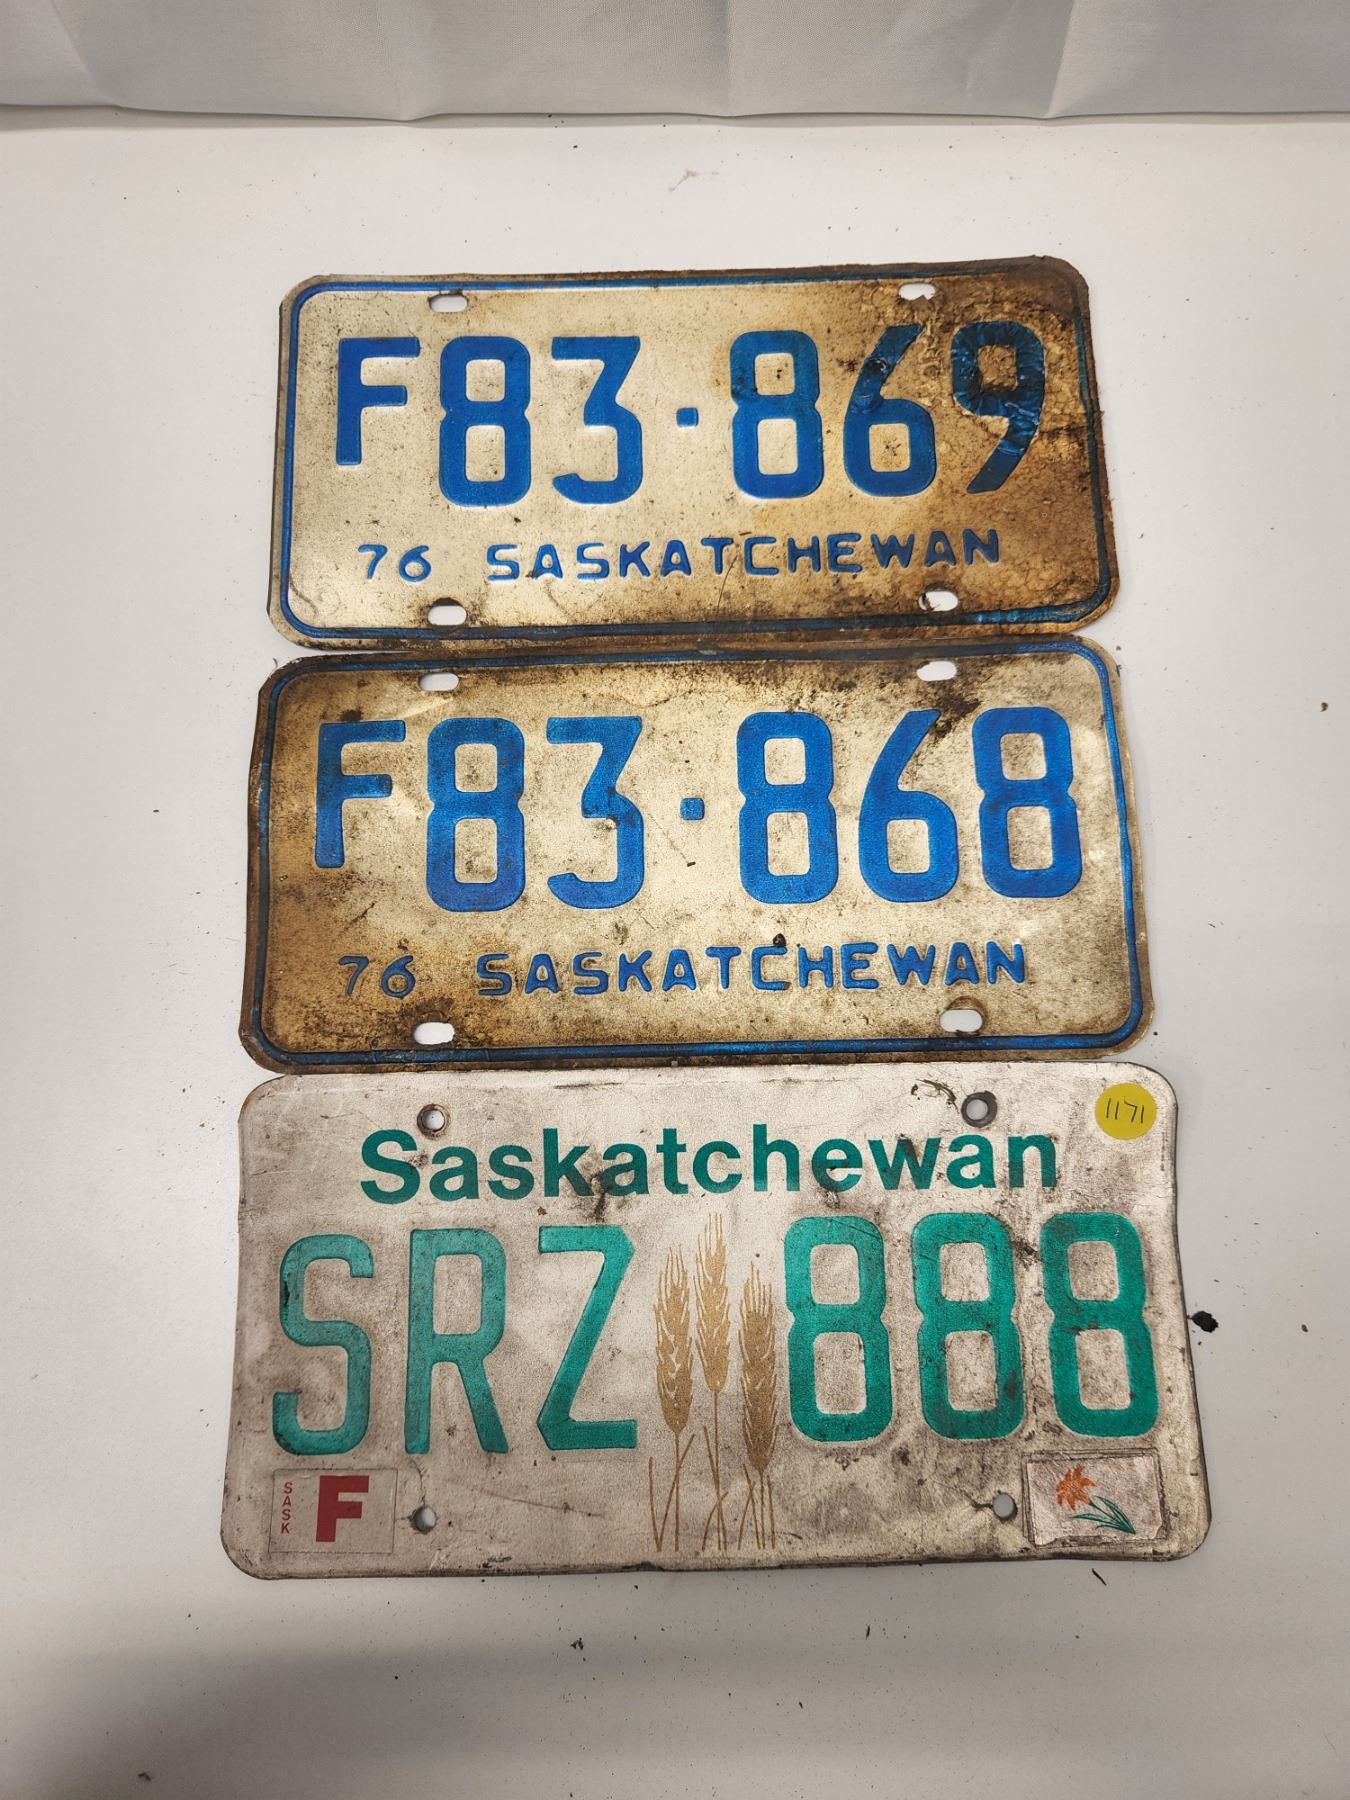 F83·869
76 SASKATCHEWAN
F83·868
76 SASKATCHEWAN
1171
Saskatchewan
SRZ 888
SASK F